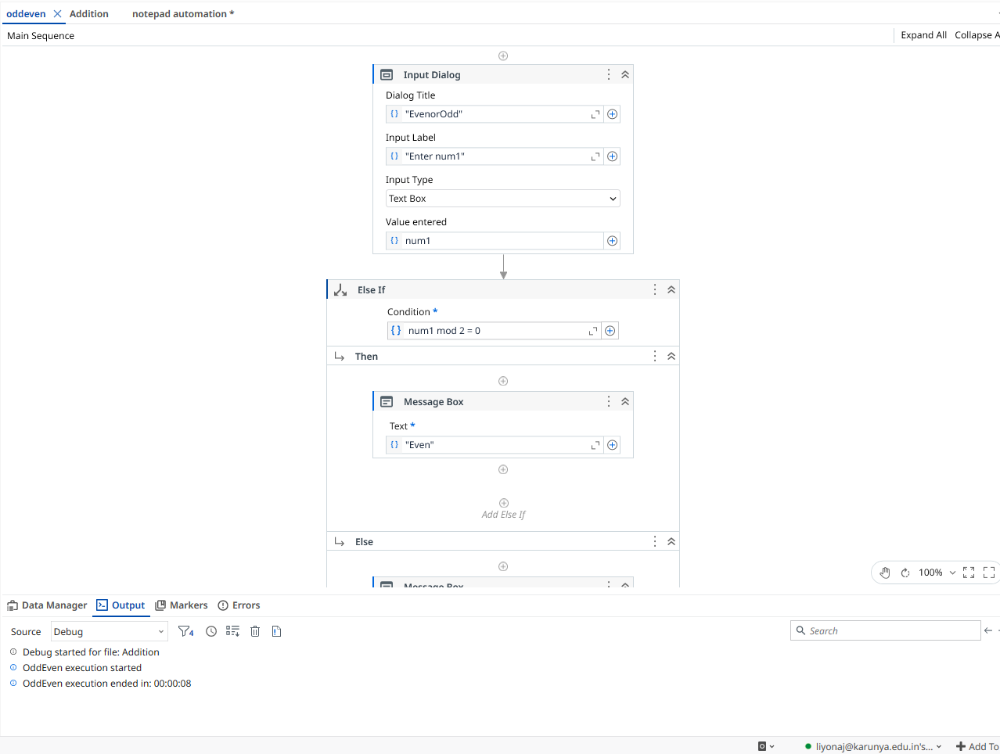 oddeven Addition notepad automation *
Main Sequence Expand All Collapse A
Input Dialog
Dialog Title
{} "EvenorOdd"
Input Label
{} "Enter num1"
Input Type
Text Box
Value entered
{} num1
Else If
Condition *
{} num1 mod 2 = 0
Then
Message Box
Text *
{} "Even"
Add Else If
Else
Message Box
100%
Data Manager Output Markers Errors
Source Debug 4 Search
Debug started for file: Addition
OddEven execution started
OddEven execution ended in: 00:00:08
liyonaj@karunya.edu.in's... Add To